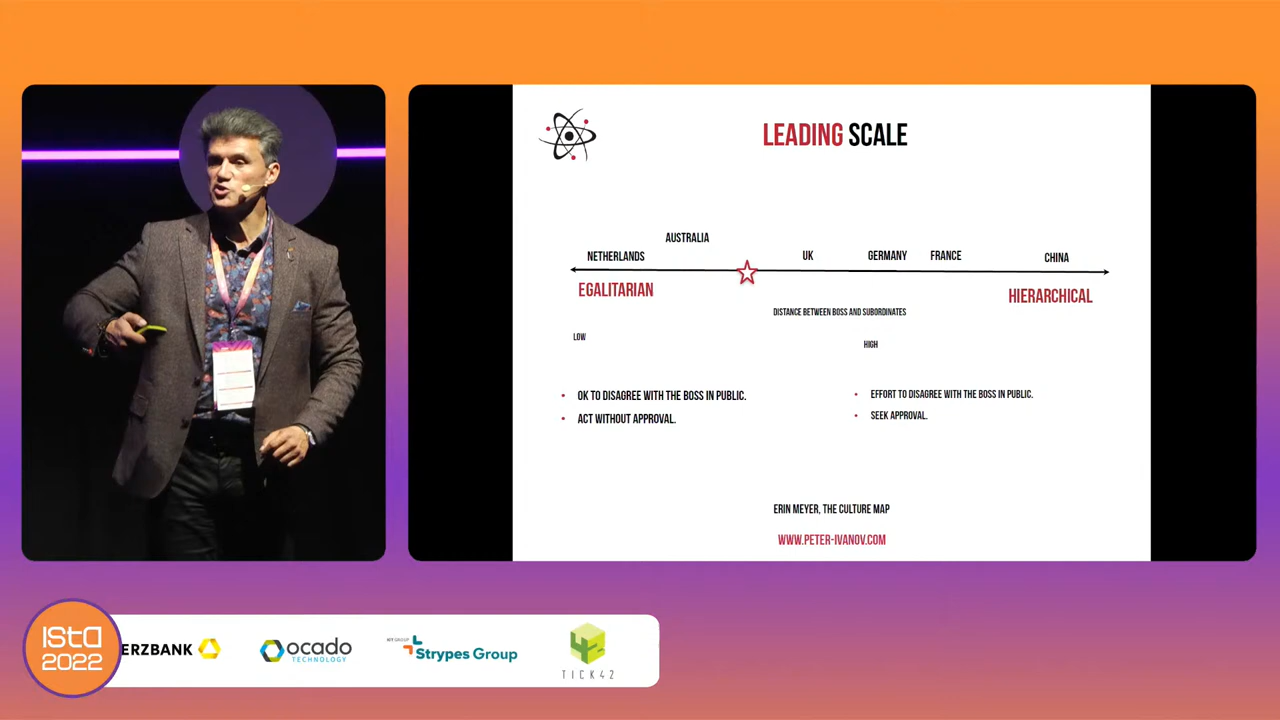 LEADING SCALE
AUSTRALIA
NETHERLANDS
UK
GERMANY
FRANCE
CHINA
EGALITARIAN
HIERARCHICAL
DISTANCE BETWEEN BOSS AND SUBORDINATES
LOW
HIGH
• OK TO DISAGREE WITH THE BOSS IN PUBLIC.
• ACT WITHOUT APPROVAL.
• EFFORT TO DISAGREE WITH THE BOSS IN PUBLIC.
• SEEK APPROVAL.
ERIN MEYER, THE CULTURE MAP
WWW.PETER-IVANOV.COM
ISTA
2022
ERZBANK
ocado
TECHNOLOGY
Strypes Group
TICK42